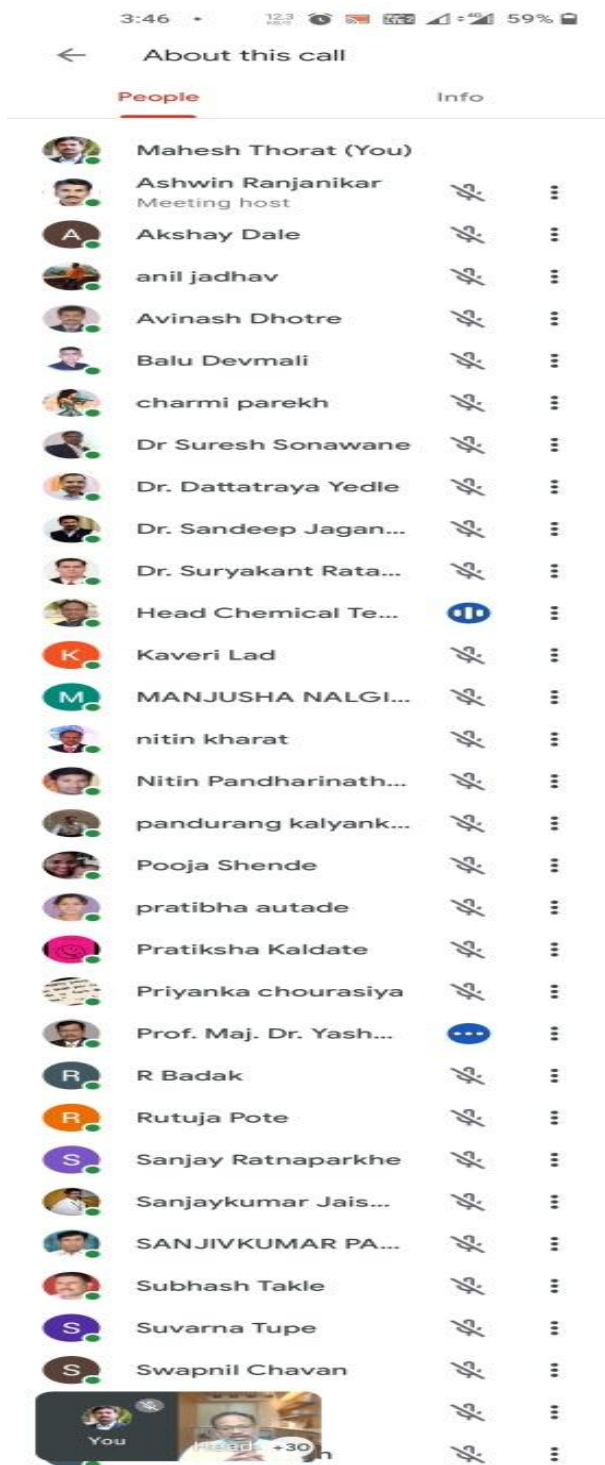 3:46 • 59%
About this call
People Info
Mahesh Thorat (You)
Ashwin Ranjanikar
Meeting host
A Akshay Dale
anil jadhav
Avinash Dhotre
Balu Devmali
charmi parekh
Dr Suresh Sonawane
Dr. Dattatraya Yedle
Dr. Sandeep Jagan...
Dr. Suryakant Rata...
Head Chemical Te...
K Kaveri Lad
M MANJUSHA NALGI...
nitin kharat
Nitin Pandharinath...
pandurang kalyank...
Pooja Shende
pratibha autade
Pratiksha Kaldate
Priyanka chourasiya
Prof. Maj. Dr. Yash...
R R Badak
R Rutuja Pote
S Sanjay Ratnaparkhe
Sanjaykumar Jais...
SANJIVKUMAR PA...
Subhash Takle
S Suvarna Tupe
S Swapnil Chavan
You +30